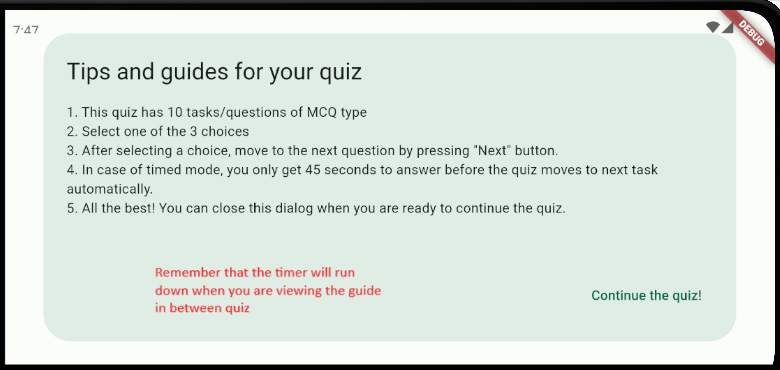 7:47
DEBUG
Tips and guides for your quiz
1. This quiz has 10 tasks/questions of MCQ type
2. Select one of the 3 choices
3. After selecting a choice, move to the next question by pressing "Next" button.
4. In case of timed mode, you only get 45 seconds to answer before the quiz moves to next task
automatically.
5. All the best! You can close this dialog when you are ready to continue the quiz.
Remember that the timer will run
down when you are viewing the guide
in between quiz
Continue the quiz!